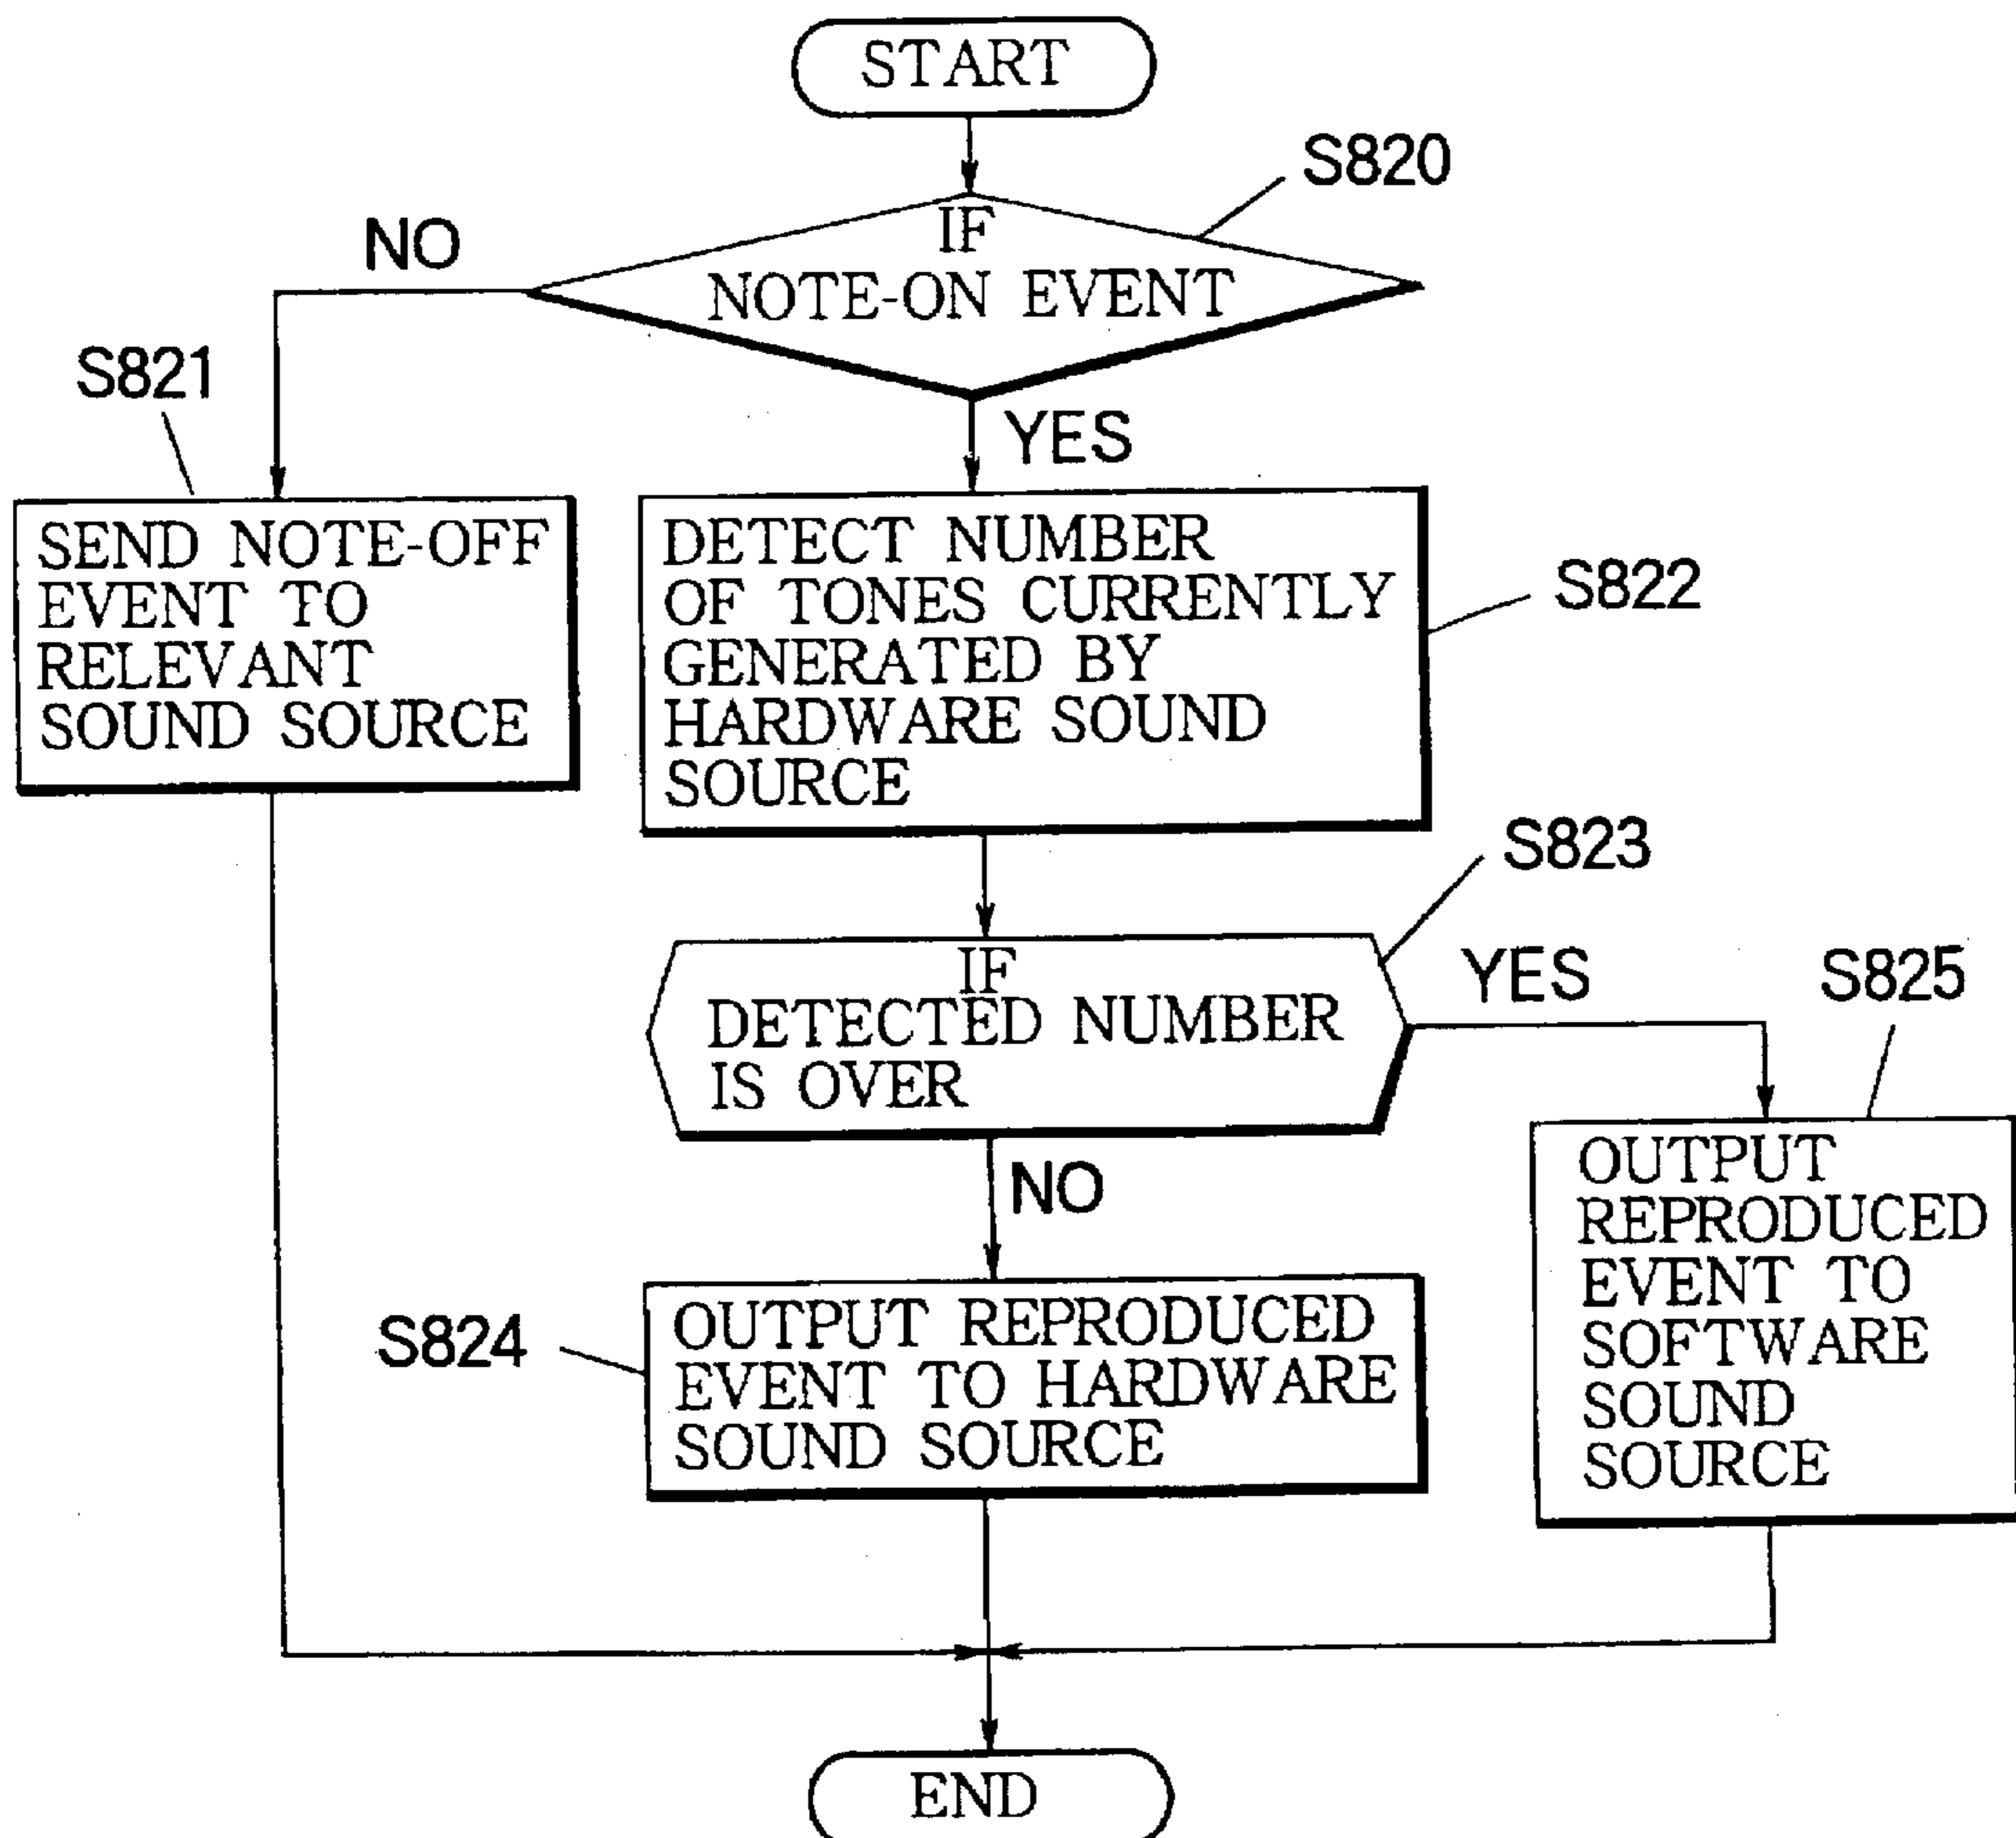 START
S820
IF
NOTE-ON EVENT
NO
YES
S821
SEND NOTE-OFF
EVENT TO
RELEVANT
SOUND SOURCE
DETECT NUMBER
OF TONES CURRENTLY
GENERATED BY
HARDWARE SOUND
SOURCE
S822
S823
IF
DETECTED NUMBER
IS OVER
YES
S825
NO
OUTPUT
REPRODUCED
EVENT TO
SOFTWARE
SOUND
SOURCE
S824
OUTPUT REPRODUCED
EVENT TO HARDWARE
SOUND SOURCE
END